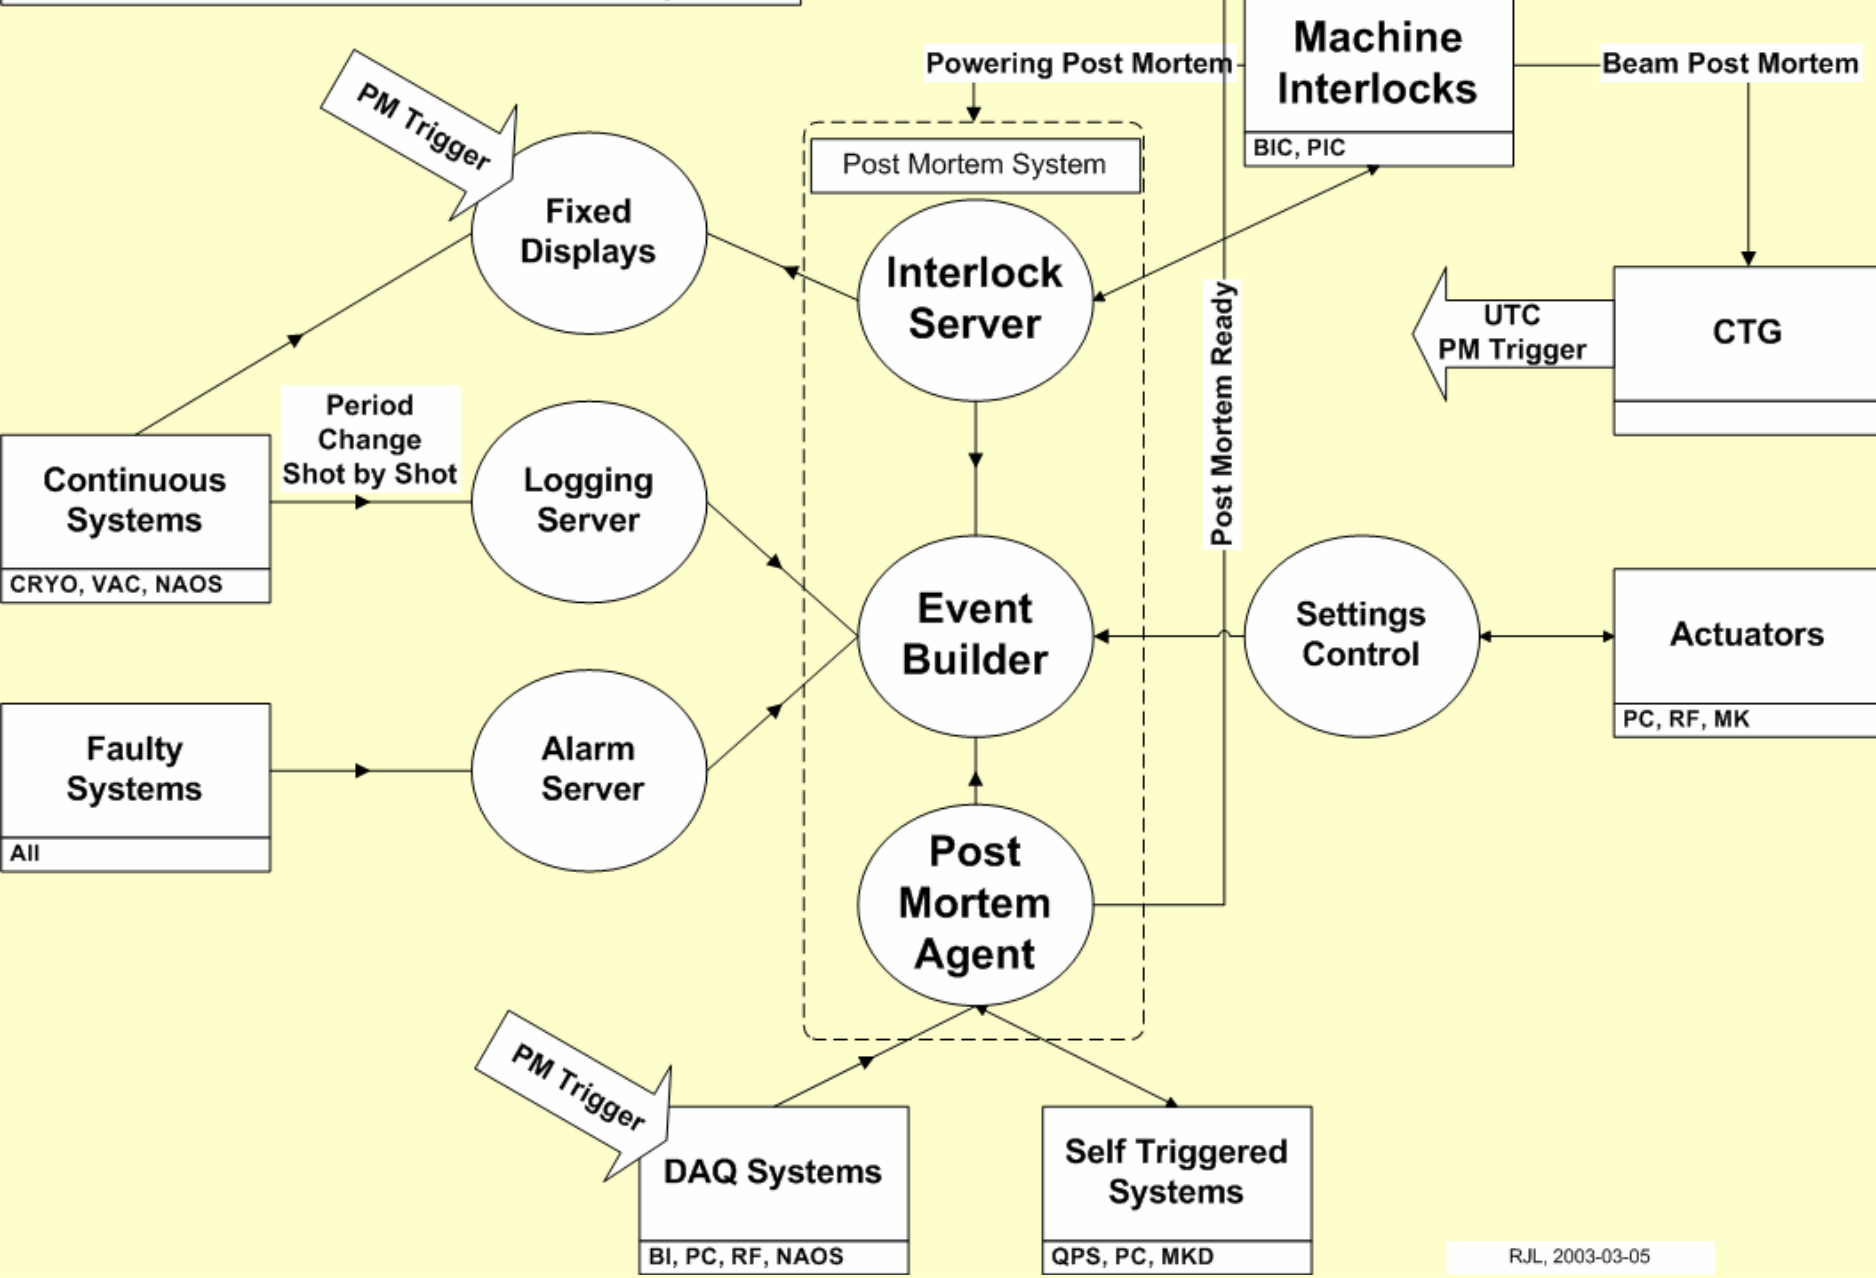 Machine
Interlocks
BIC, PIC
Powering Post Mortem
Beam Post Mortem
PM Trigger
Post Mortem System
Fixed
Displays
Interlock
Server
Post Mortem Ready
UTC
PM Trigger
CTG
Period
Change
Shot by Shot
Continuous
Systems
CRYO, VAC, NAOS
Logging
Server
Event
Builder
Settings
Control
Actuators
PC, RF, MK
Faulty
Systems
All
Alarm
Server
Post
Mortem
Agent
PM Trigger
DAQ Systems
BI, PC, RF, NAOS
Self Triggered
Systems
QPS, PC, MKD
RJL, 2003-03-05